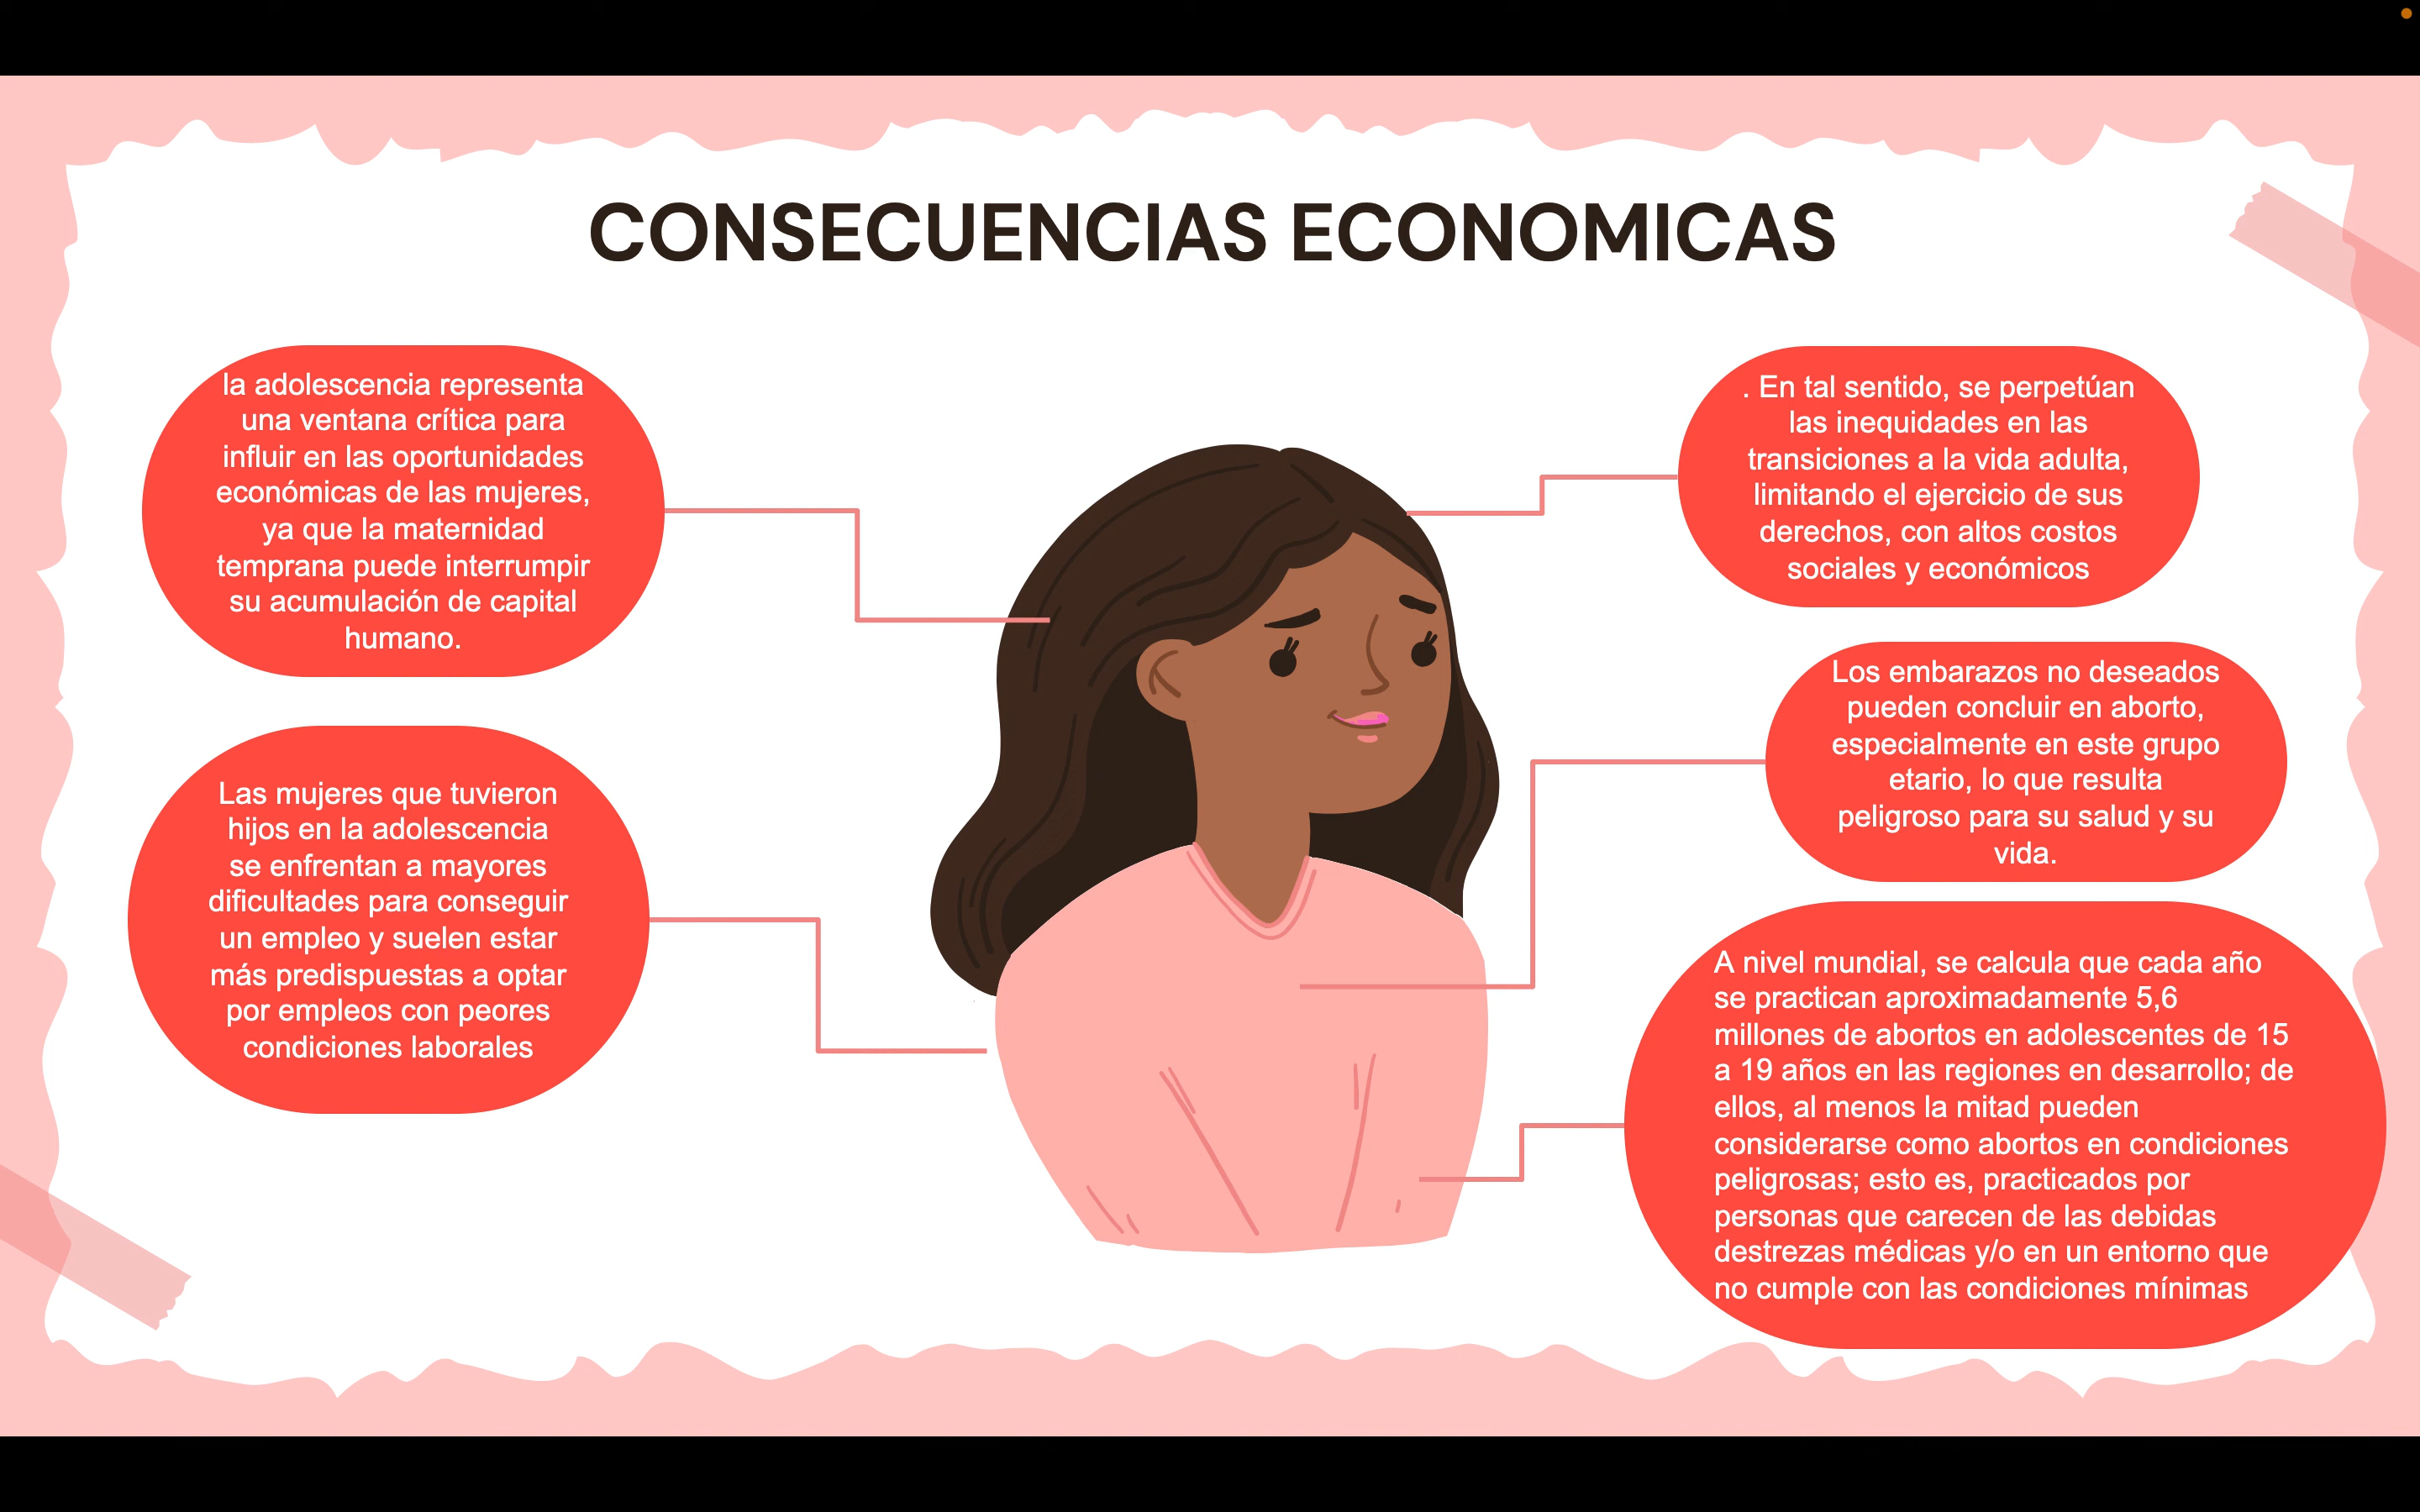 CONSECUENCIAS ECONOMICAS
la adolescencia representa
una ventana crítica para
influir en las oportunidades
económicas de las mujeres,
ya que la maternidad
temprana puede interrumpir
su acumulación de capital
humano.
Las mujeres que tuvieron
hijos en la adolescencia
se enfrentan a mayores
dificultades para conseguir
un empleo y suelen estar
más predispuestas a optar
por empleos con peores
condiciones laborales
. En tal sentido, se perpetúan
las inequidades en las
transiciones a la vida adulta,
limitando el ejercicio de sus
derechos, con altos costos
sociales y económicos
Los embarazos no deseados
pueden concluir en aborto,
especialmente en este grupo
etario, lo que resulta
peligroso para su salud y su
vida.
A nivel mundial, se calcula que cada año
se practican aproximadamente 5,6
millones de abortos en adolescentes de 15
a 19 años en las regiones en desarrollo; de
ellos, al menos la mitad pueden
considerarse como abortos en condiciones
peligrosas; esto es, practicados por
personas que carecen de las debidas
destrezas médicas y/o en un entorno que
no cumple con las condiciones mínimas